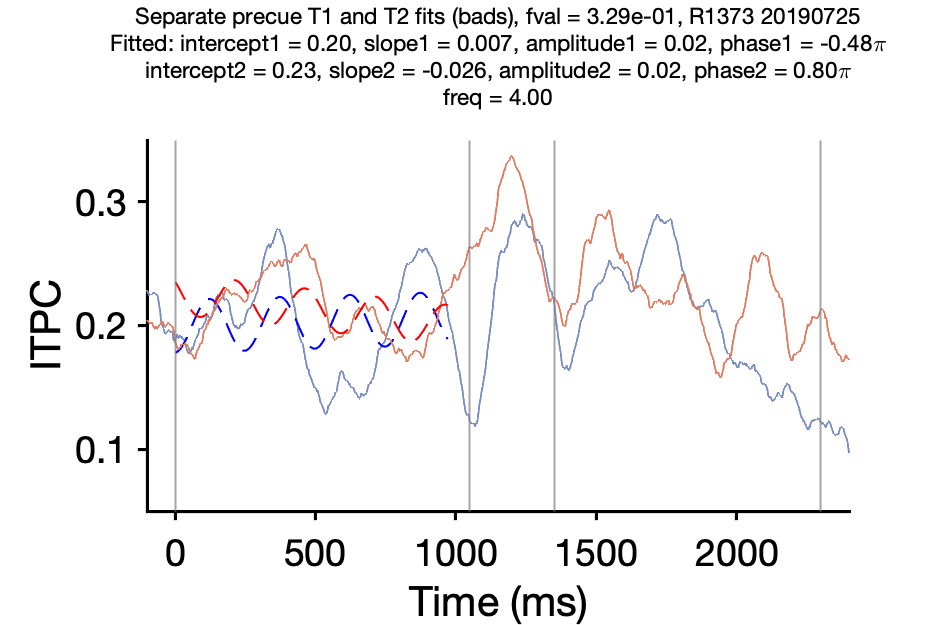 Separate precue T1 and T2 fits (bads), fval = 3.29e-01, R1373 20190725
Fitted: intercept1 = 0.20, slope1 = 0.007, amplitude1 = 0.02, phase1 = -0.48π
intercept2 = 0.23, slope2 = -0.026, amplitude2 = 0.02, phase2 = 0.80π
freq = 4.00
0.3
0.2
0.1
ITPC
0 500 1000 1500 2000
Time (ms)